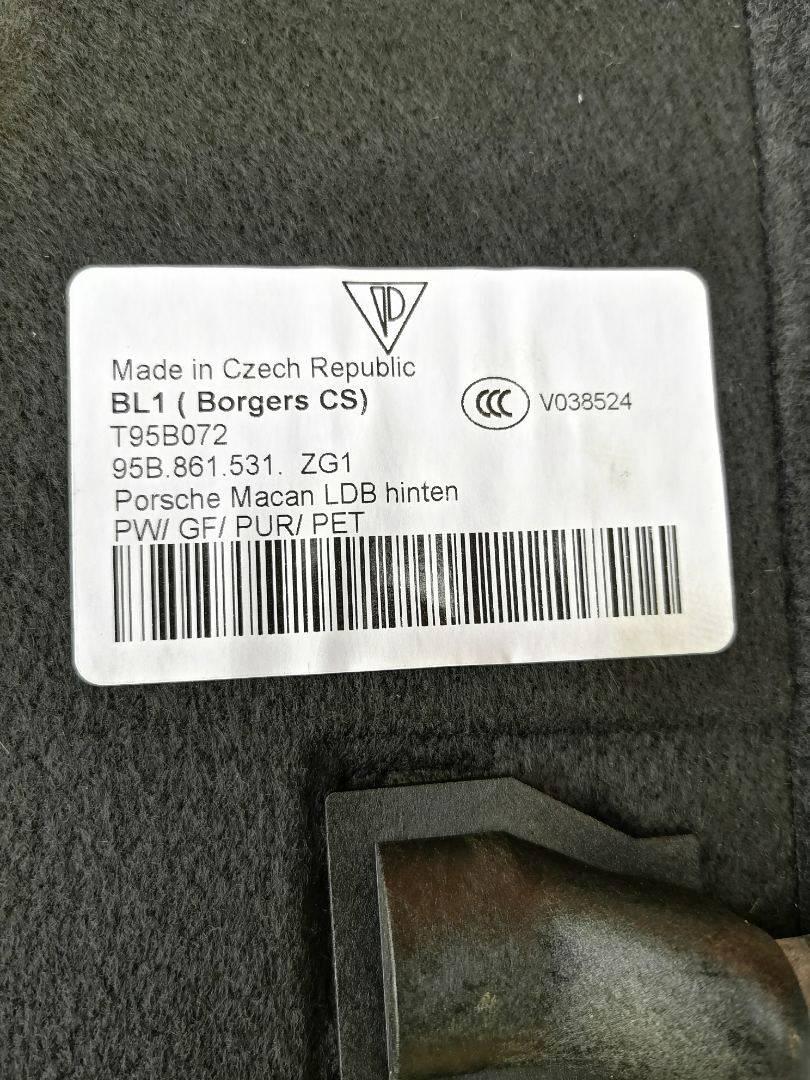 Made in Czech Republic
BL1 ( Borgers CS)
CCC V038524
T95B072
95B.861.531. ZG1
Porsche Macan LDB hinten
PW/ GF/ PUR/ PET